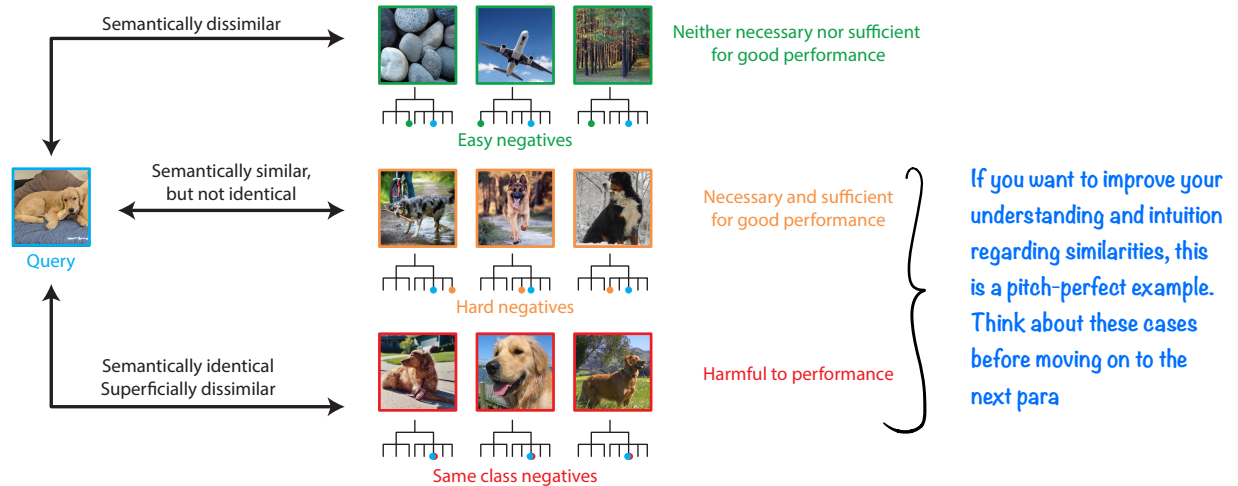 Semantically dissimilar
Neither necessary nor sufficient
for good performance
Easy negatives
Semantically similar,
but not identical
Necessary and sufficient
for good performance
Query
Hard negatives
Semantically identical
Superficially dissimilar
Harmful to performance
Same class negatives
If you want to improve your
understanding and intuition
regarding similarities, this
is a pitch-perfect example.
Think about these cases
before moving on to the
next para